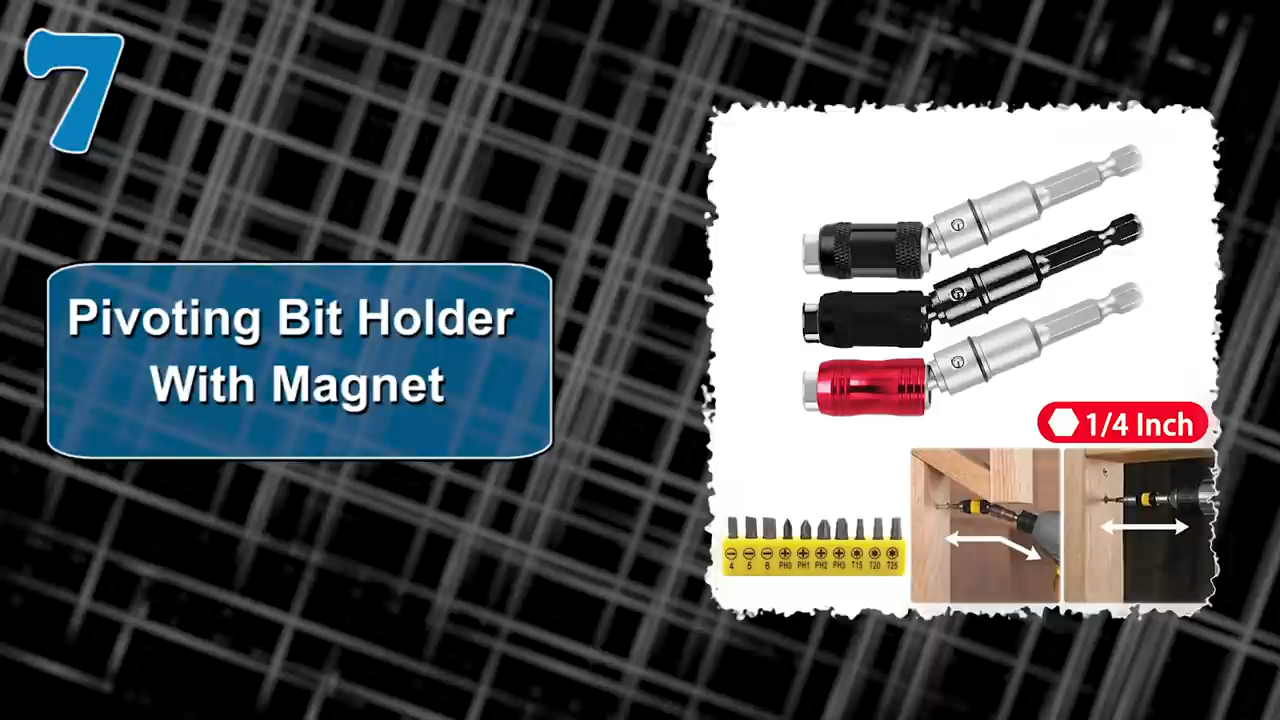 7
Pivoting Bit Holder
With Magnet
1/4 Inch
4 5 6 PH0 PH1 PH2 PH3 T15 T20 T25